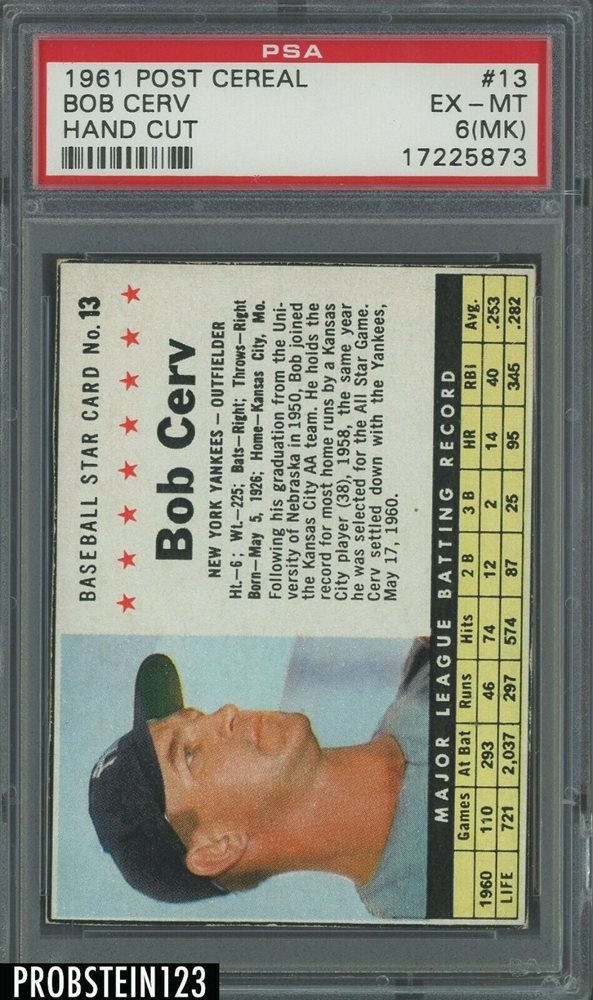 PSA
1961 POST CEREAL #13
BOB CERV EX - MT
HAND CUT 6(MK)
17225873
BASEBALL STAR CARD No. 13
★ ★ ★ ★ ★ ★ ★ ★
Bob Cerv
NEW YORK YANKEES — OUTFIELDER
Ht.—6; Wt.—225; Bats—Right; Throws—Right
Born—May 5, 1926; Home—Kansas City, Mo.
Following his graduation from the Uni-
versity of Nebraska in 1950, Bob joined
the Kansas City AA team. He holds the
record for most home runs by a Kansas
City player (38), 1958, the same year
he was selected for the All Star Game.
Cerv settled down with the Yankees,
May 17, 1960.
MAJOR LEAGUE BATTING RECORD
Games At Bat Runs Hits 2 B 3 B HR RBI Avg.
1960 110 293 46 74 12 2 14 40 .253
LIFE 721 2,037 297 574 87 25 95 345 .282
PROBSTEIN123